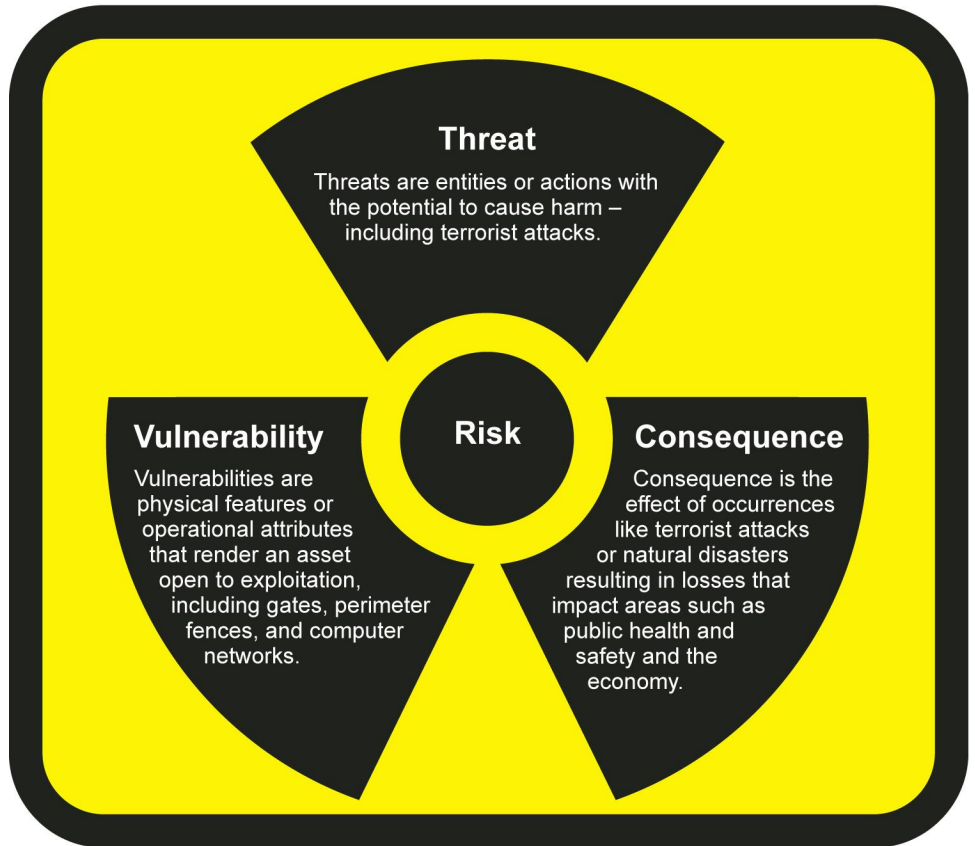 Threat
Threats are entities or actions with
the potential to cause harm –
including terrorist attacks.
Risk
Vulnerability
Vulnerabilities are
physical features or
operational attributes
that render an asset
open to exploitation,
including gates, perimeter
fences, and computer
networks.
Consequence
Consequence is the
effect of occurrences
like terrorist attacks
or natural disasters
resulting in losses that
impact areas such as
public health and
safety and the
economy.